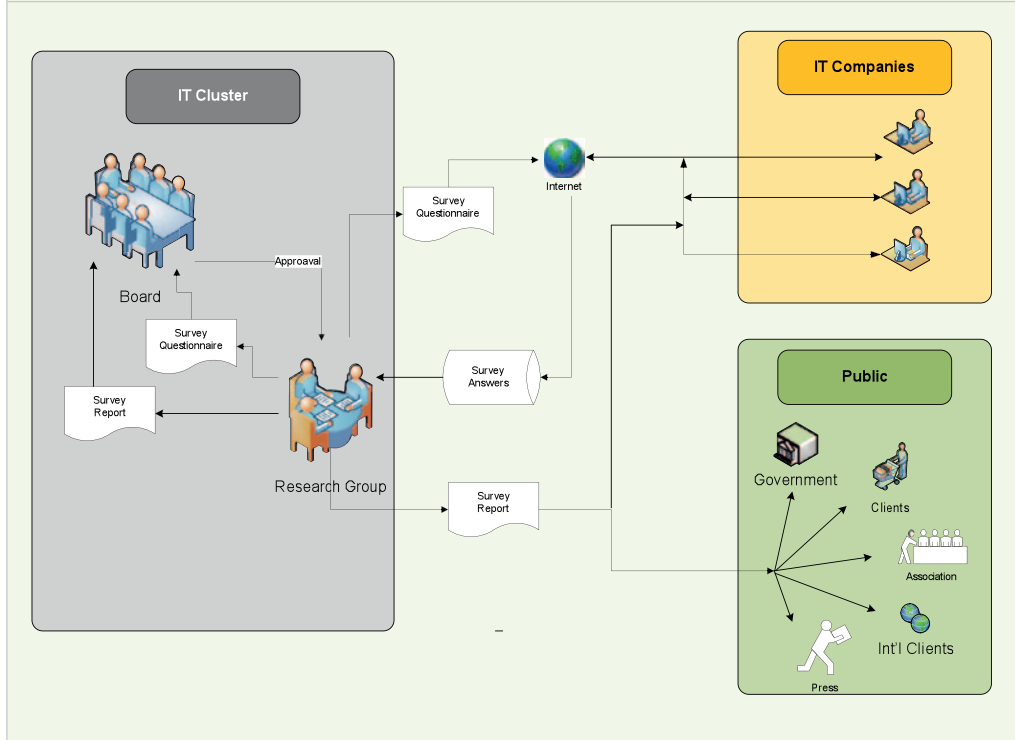 IT Cluster
Board
Approaval
Survey
Questionnaire
Survey
Report
Research Group
Survey
Questionnaire
Internet
Survey
Answers
Survey
Report
IT Companies
Public
Government
Clients
Association
Int'l Clients
Press